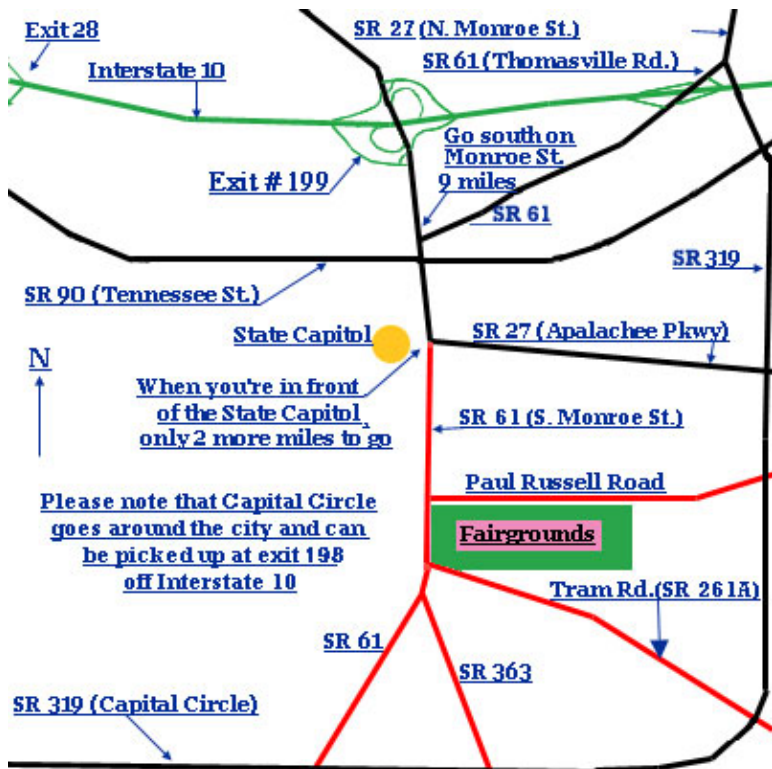 SR 27 (N. Monroe St.)
Exit 28
SR 61 (Thomasville Rd.)
Interstate 10
Go south on
Monroe St.
9 miles
Exit # 199
SR 61
SR 319
SR 90 (Tennessee St.)
State Capitol
SR 27 (Apalachee Pkwy)
N
When you're in front
of the State Capitol,
only 2 more miles to go
SR 61 (S. Monroe St.)
Paul Russell Road
Please note that Capital Circle
goes around the city and can
be picked up at exit 198
off Interstate 10
Fairgrounds
Tram Rd.(SR 261A)
SR 61
SR 363
SR 319 (Capital Circle)